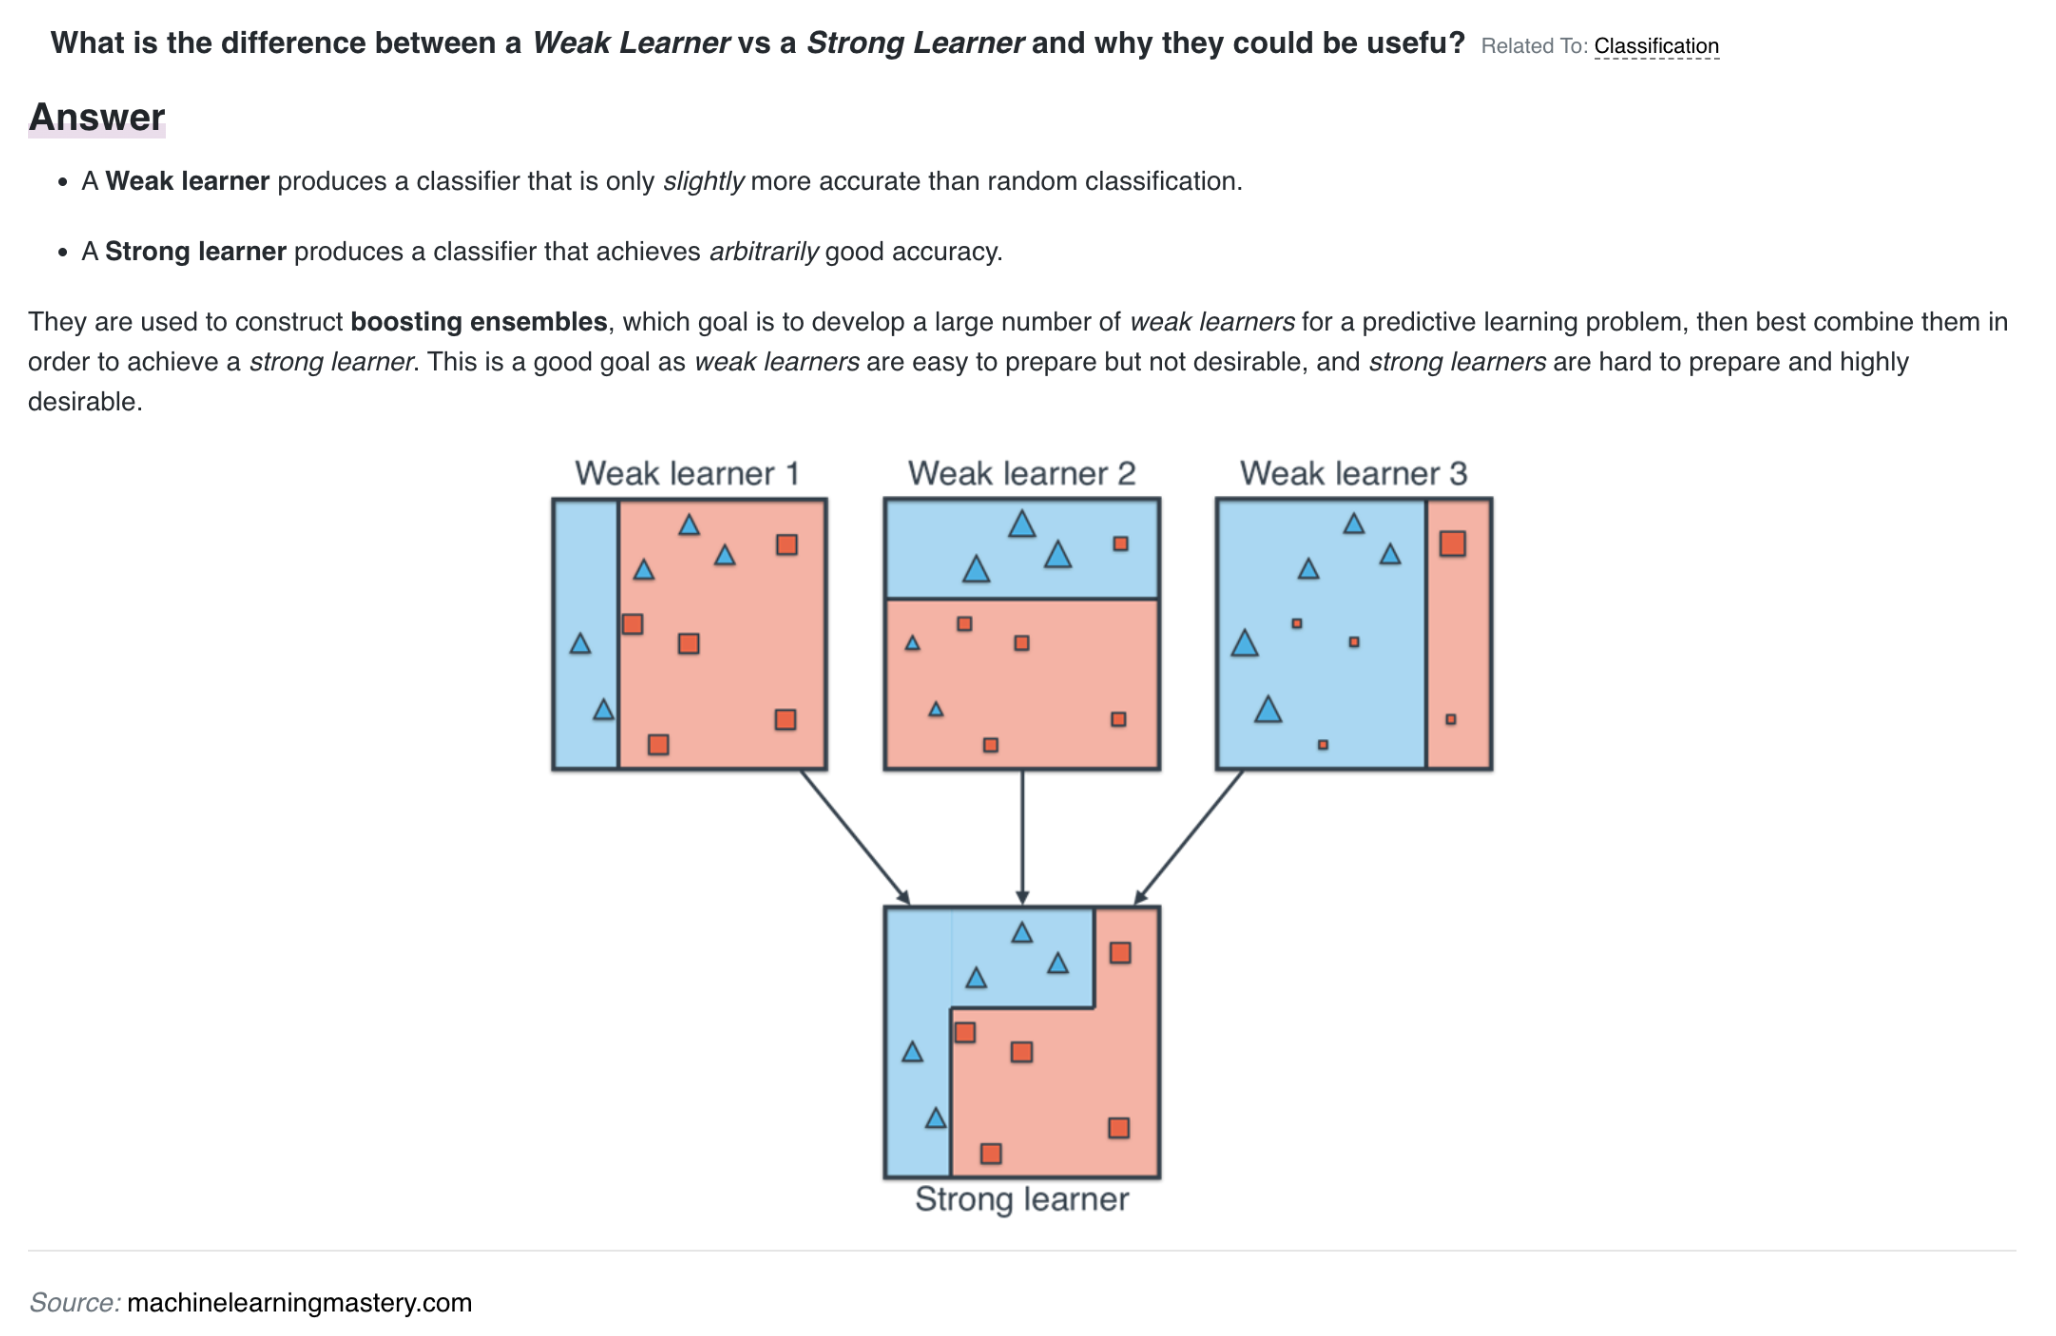 What is the difference between a Weak Learner vs a Strong Learner and why they could be usefu? Related To: Classification
Answer
• A Weak learner produces a classifier that is only slightly more accurate than random classification.
• A Strong learner produces a classifier that achieves arbitrarily good accuracy.
They are used to construct boosting ensembles, which goal is to develop a large number of weak learners for a predictive learning problem, then best combine them in
order to achieve a strong learner. This is a good goal as weak learners are easy to prepare but not desirable, and strong learners are hard to prepare and highly
desirable.
Weak learner 1 Weak learner 2 Weak learner 3
Strong learner
Source: machinelearningmastery.com